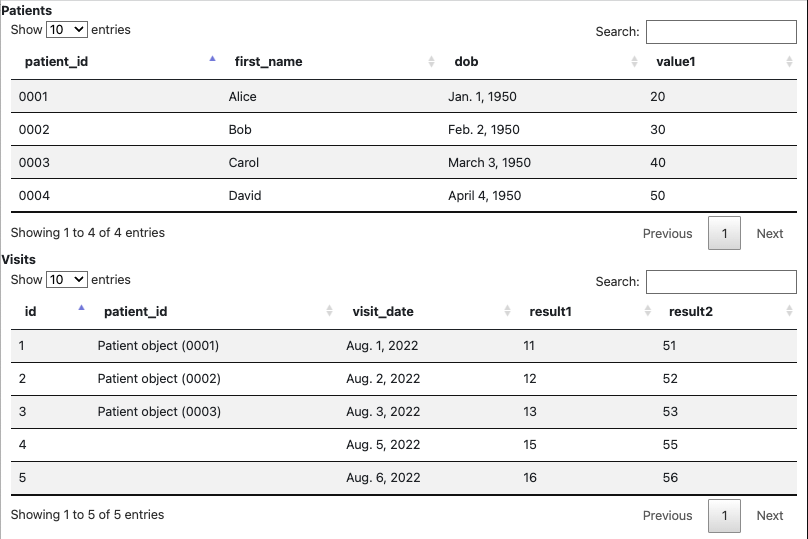 Patients
Show 10 entries Search:
patient_id first_name dob value1
0001 Alice Jan. 1, 1950 20
0002 Bob Feb. 2, 1950 30
0003 Carol March 3, 1950 40
0004 David April 4, 1950 50
Showing 1 to 4 of 4 entries Previous 1 Next
Visits
Show 10 entries Search:
id patient_id visit_date result1 result2
1 Patient object (0001) Aug. 1, 2022 11 51
2 Patient object (0002) Aug. 2, 2022 12 52
3 Patient object (0003) Aug. 3, 2022 13 53
4 Aug. 5, 2022 15 55
5 Aug. 6, 2022 16 56
Showing 1 to 5 of 5 entries Previous 1 Next